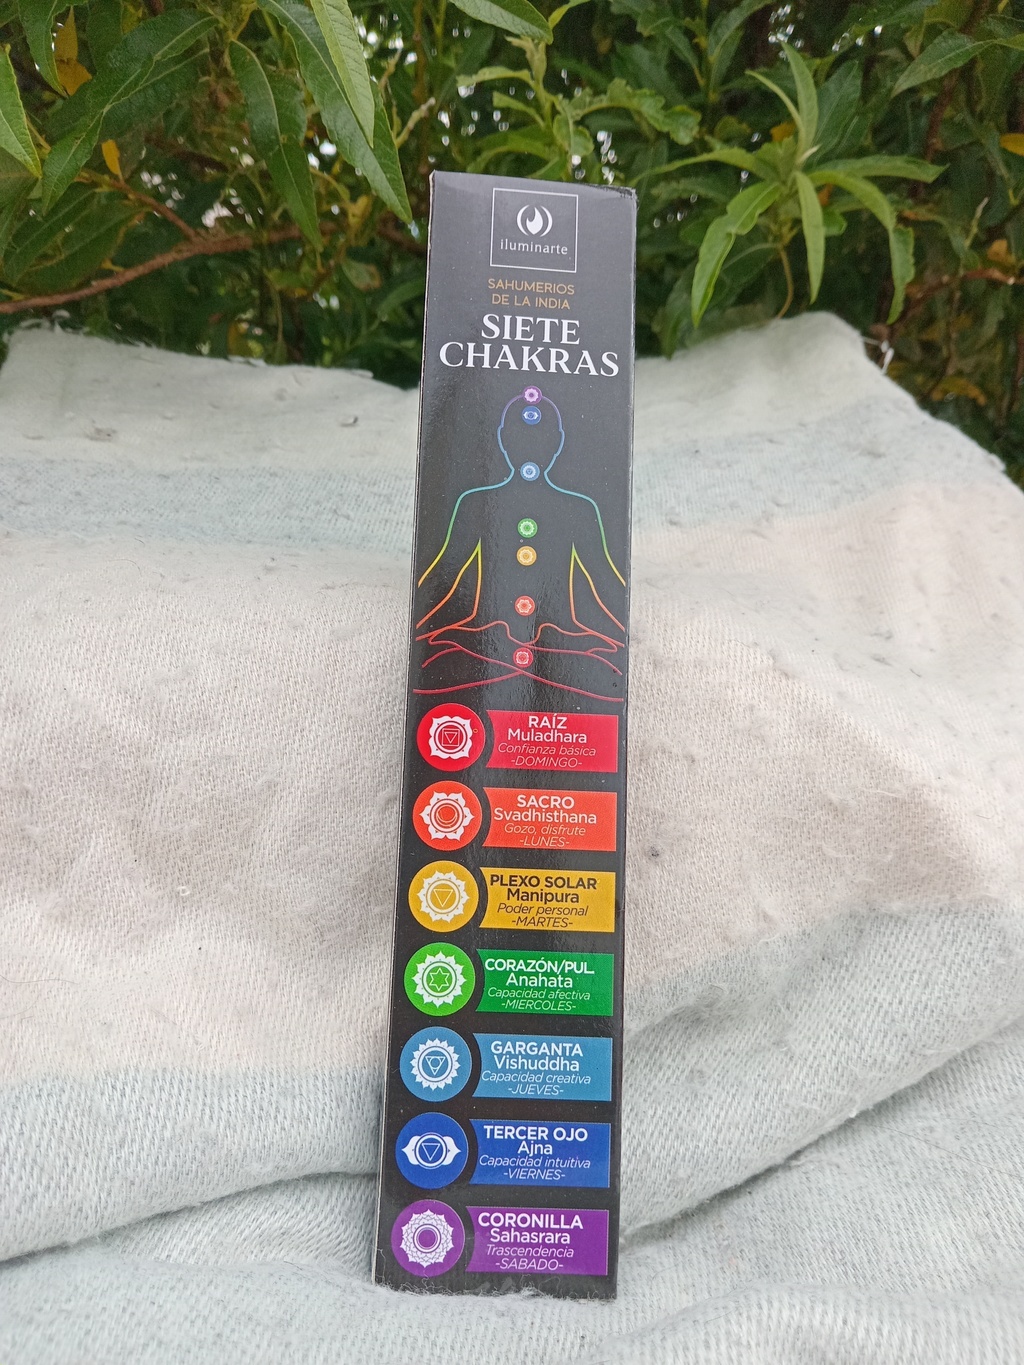 iluminarte
SAHUMERIOS
DE LA INDIA
SIETE
CHAKRAS
RAÍZ
Muladhara
Confianza básica
-DOMINGO-
SACRO
Svadhisthana
Gozo, disfrute
-LUNES-
PLEXO SOLAR
Manipura
Poder personal
-MARTES-
CORAZÓN/PUL.
Anahata
Capacidad afectiva
-MIERCOLES-
GARGANTA
Vishuddha
Capacidad creativa
-JUEVES-
TERCER OJO
Ajna
Capacidad intuitiva
-VIERNES-
CORONILLA
Sahasrara
Trascendencia
-SABADO-